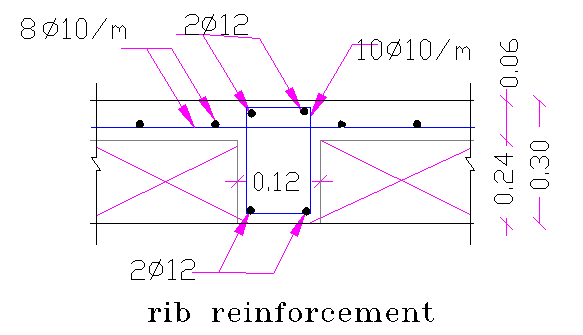 8Ø10/m
2Ø12
10Ø10/m
0.06
0.12
0.24
0.30
2Ø12
rib reinforcement